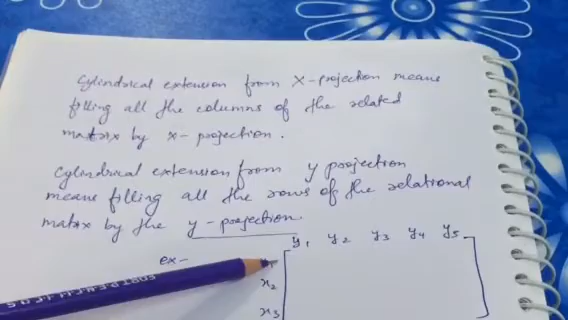 Cylindrical extension from X-projection means
filling all the columns of the related
matrix by x-projection.
Cylindrical extension from y projection
means filling all the rows of the relational
matrix by the y-projection.
y1 y2 y3 y4 y5
ex-
x2
x3